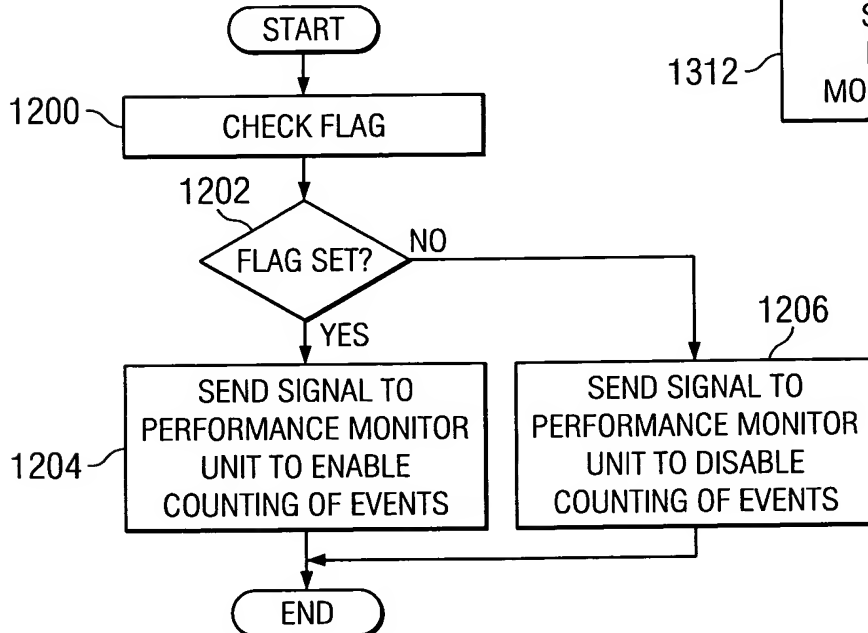 START
1200
CHECK FLAG
1202
FLAG SET?
NO
YES
1204
SEND SIGNAL TO
PERFORMANCE MONITOR
UNIT TO ENABLE
COUNTING OF EVENTS
1206
SEND SIGNAL TO
PERFORMANCE MONITOR
UNIT TO DISABLE
COUNTING OF EVENTS
END
1312